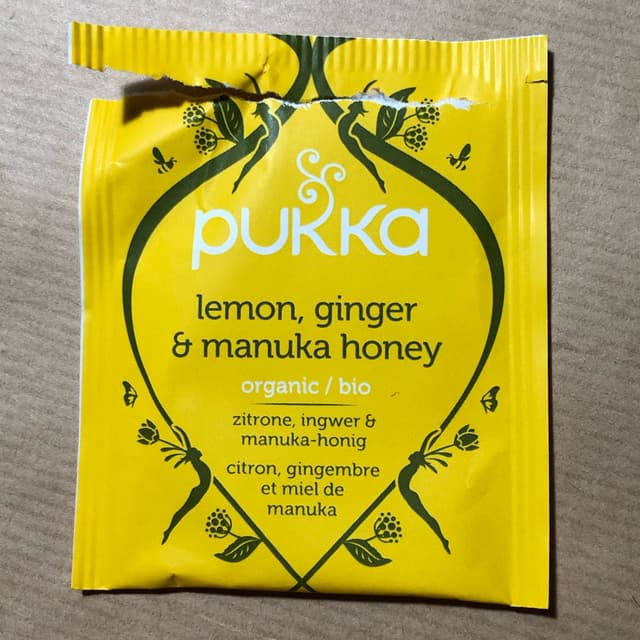 pukka
lemon, ginger
& manuka honey
organic / bio
zitrone, ingwer &
manuka-honig
citron, gingembre
et miel de
manuka